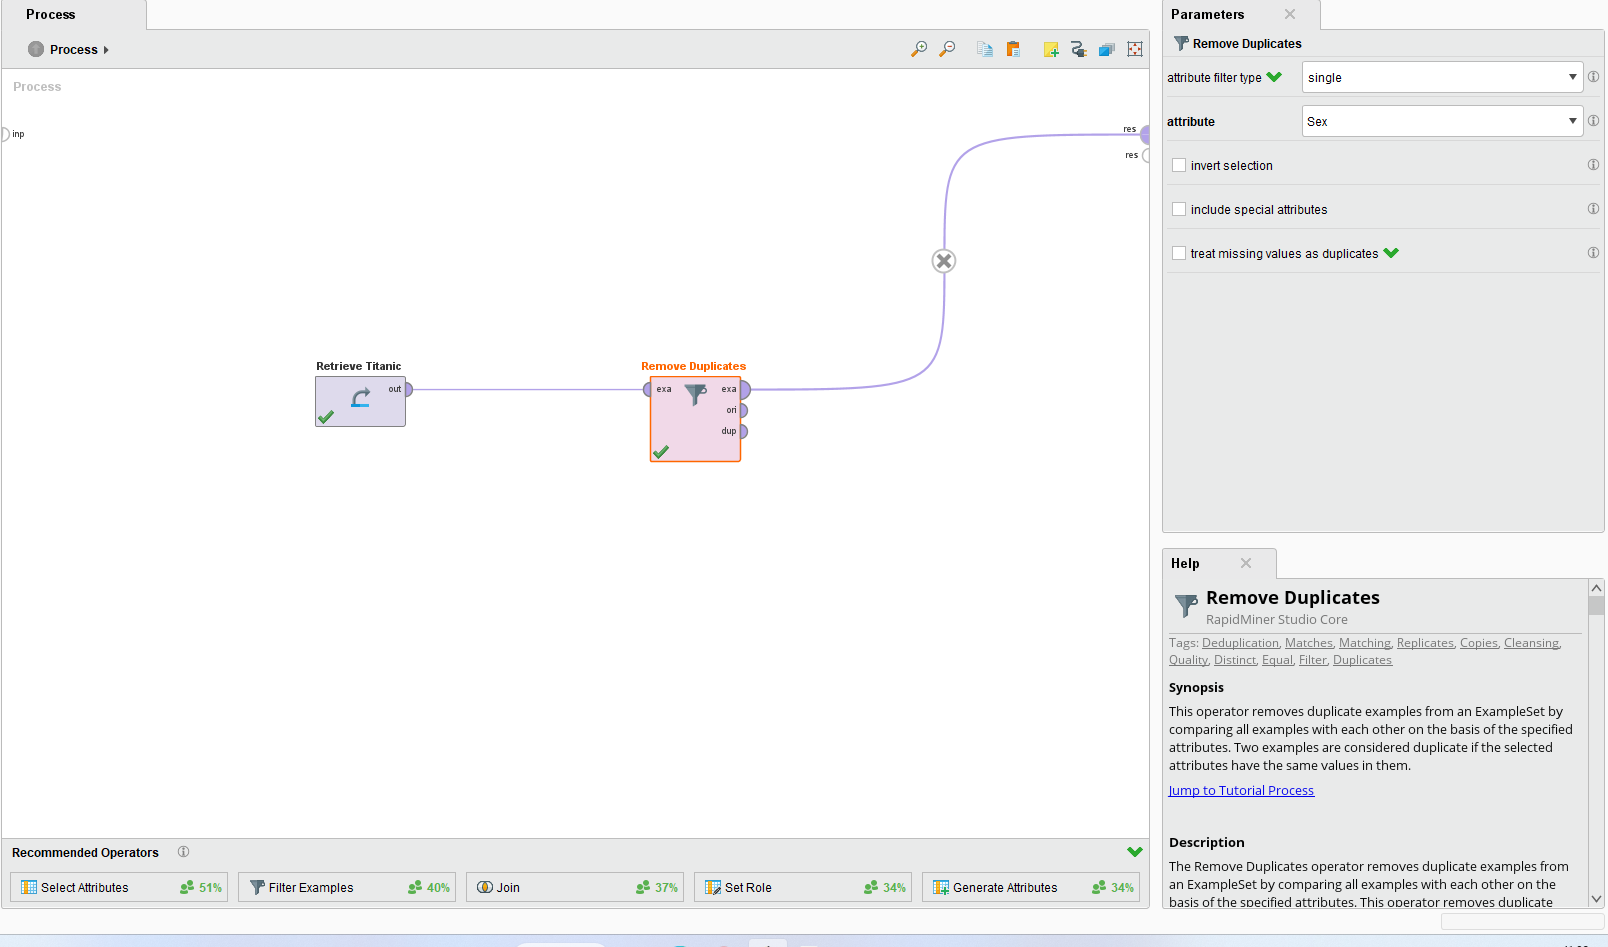 Process
Process
Process
inp
res
res
Retrieve Titanic
out
Remove Duplicates
exa
exa
ori
dup
Recommended Operators
Select Attributes 51%
Filter Examples 40%
Join 37%
Set Role 34%
Generate Attributes 34%
Parameters
Remove Duplicates
attribute filter type single
attribute Sex
invert selection
include special attributes
treat missing values as duplicates
Help
Remove Duplicates
RapidMiner Studio Core
Tags: Deduplication, Matches, Matching, Replicates, Copies, Cleansing,
Quality, Distinct, Equal, Filter, Duplicates
Synopsis
This operator removes duplicate examples from an ExampleSet by
comparing all examples with each other on the basis of the specified
attributes. Two examples are considered duplicate if the selected
attributes have the same values in them.
Jump to Tutorial Process
Description
The Remove Duplicates operator removes duplicate examples from
an ExampleSet by comparing all examples with each other on the
basis of the specified attributes. This operator removes duplicate